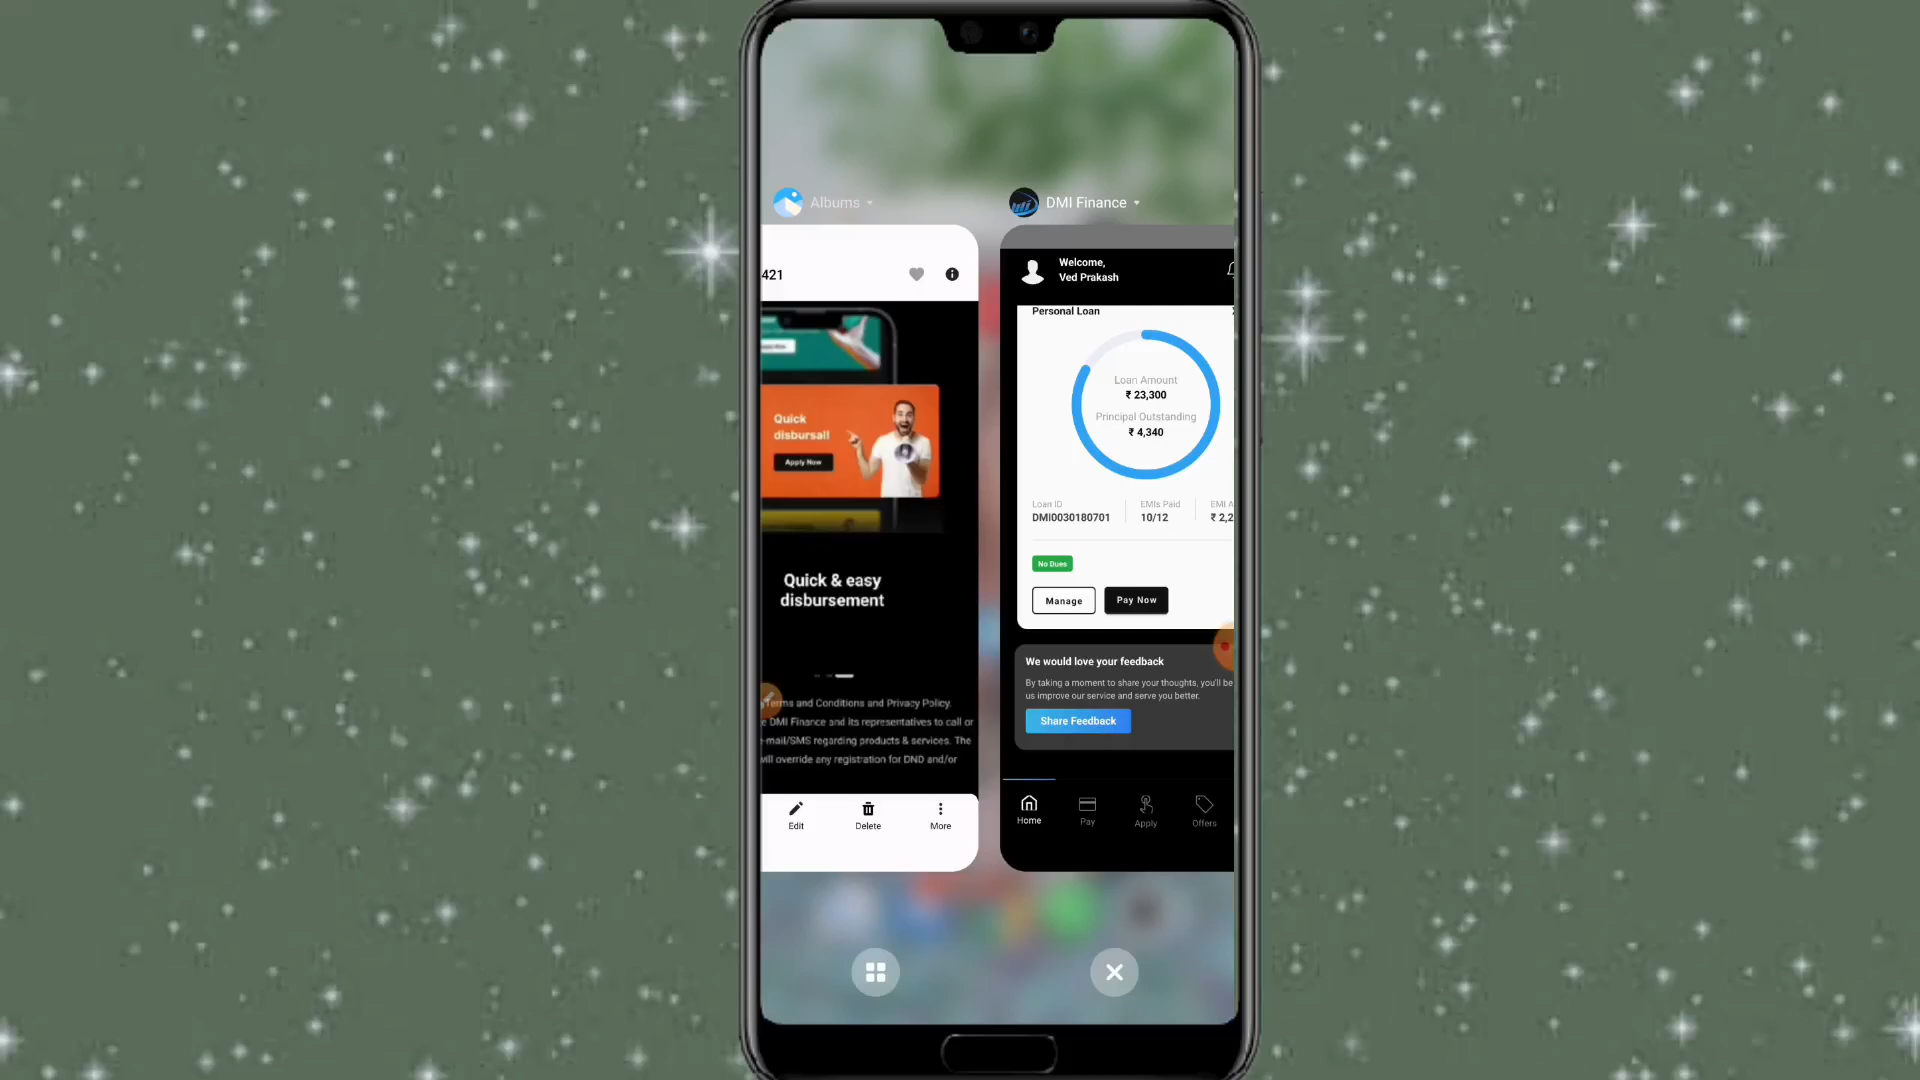 Albums
DMI Finance
421
Quick
disbursal!
Apply Now
Quick & easy
disbursement
Terms and Conditions and Privacy Policy.
DMI Finance and its representatives to call or
mail/SMS regarding products & services. The
will override any registration for DND and/or
Edit
Delete
More
Welcome,
Ved Prakash
Personal Loan
Loan Amount
₹ 23,300
Principal Outstanding
₹ 4,340
Loan ID
EMIs Paid
EMI A
DMI0030180701
10/12
₹ 2,2
No Dues
Manage
Pay Now
We would love your feedback
By taking a moment to share your thoughts, you'll be
us improve our service and serve you better.
Share Feedback
Home
Pay
Apply
Offers